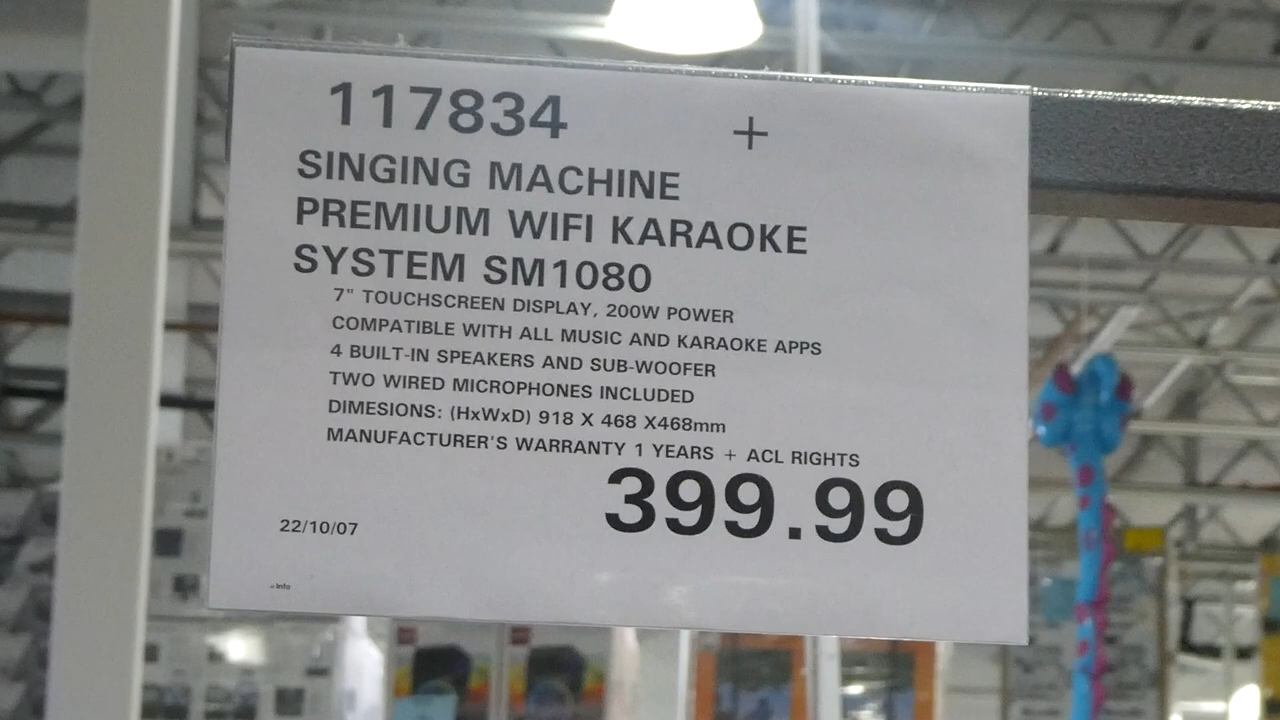 117834 +
SINGING MACHINE
PREMIUM WIFI KARAOKE
SYSTEM SM1080
7" TOUCHSCREEN DISPLAY, 200W POWER
COMPATIBLE WITH ALL MUSIC AND KARAOKE APPS
4 BUILT-IN SPEAKERS AND SUB-WOOFER
TWO WIRED MICROPHONES INCLUDED
DIMESIONS: (HxWxD) 918 X 468 X468mm
MANUFACTURER'S WARRANTY 1 YEARS + ACL RIGHTS
399.99
22/10/07
Info